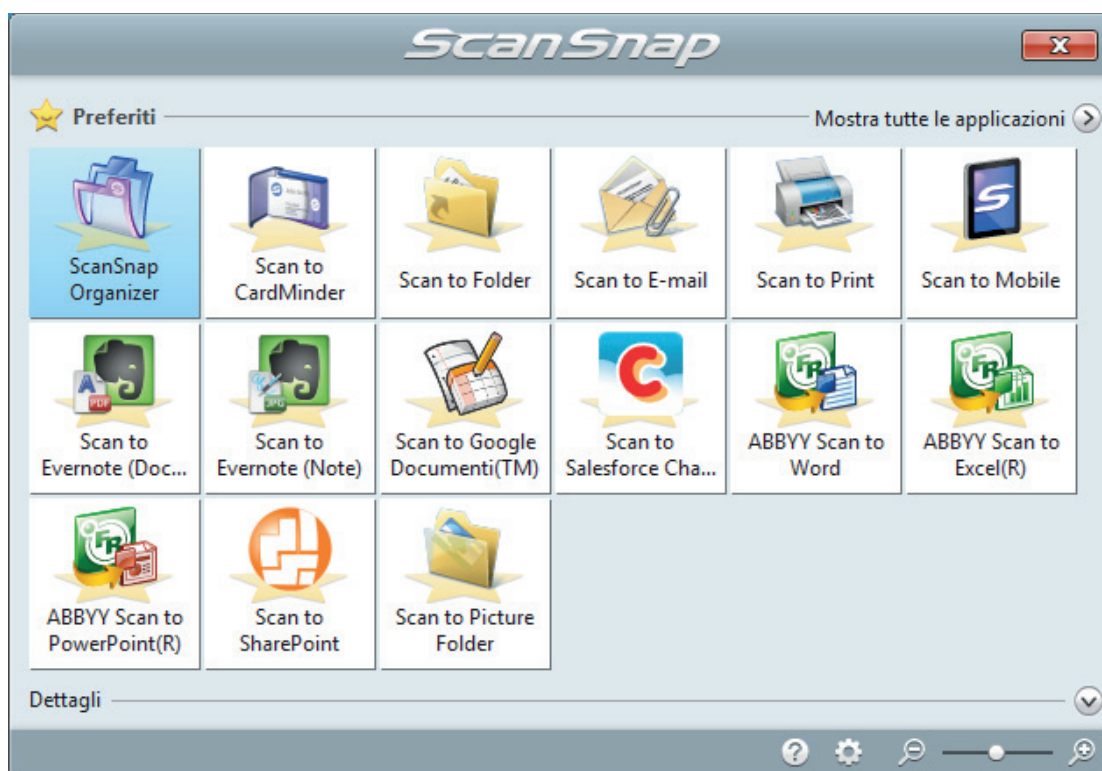 ScanSnap
Preferiti
Mostra tutte le applicazioni
ScanSnap
Organizer
Scan to
CardMinder
Scan to Folder
Scan to E-mail
Scan to Print
Scan to Mobile
Scan to
Evernote (Doc...
Scan to
Evernote (Note)
Scan to Google
Documenti(TM)
Scan to
Salesforce Cha...
ABBYY Scan to
Word
ABBYY Scan to
Excel(R)
ABBYY Scan to
PowerPoint(R)
Scan to
SharePoint
Scan to Picture
Folder
Dettagli